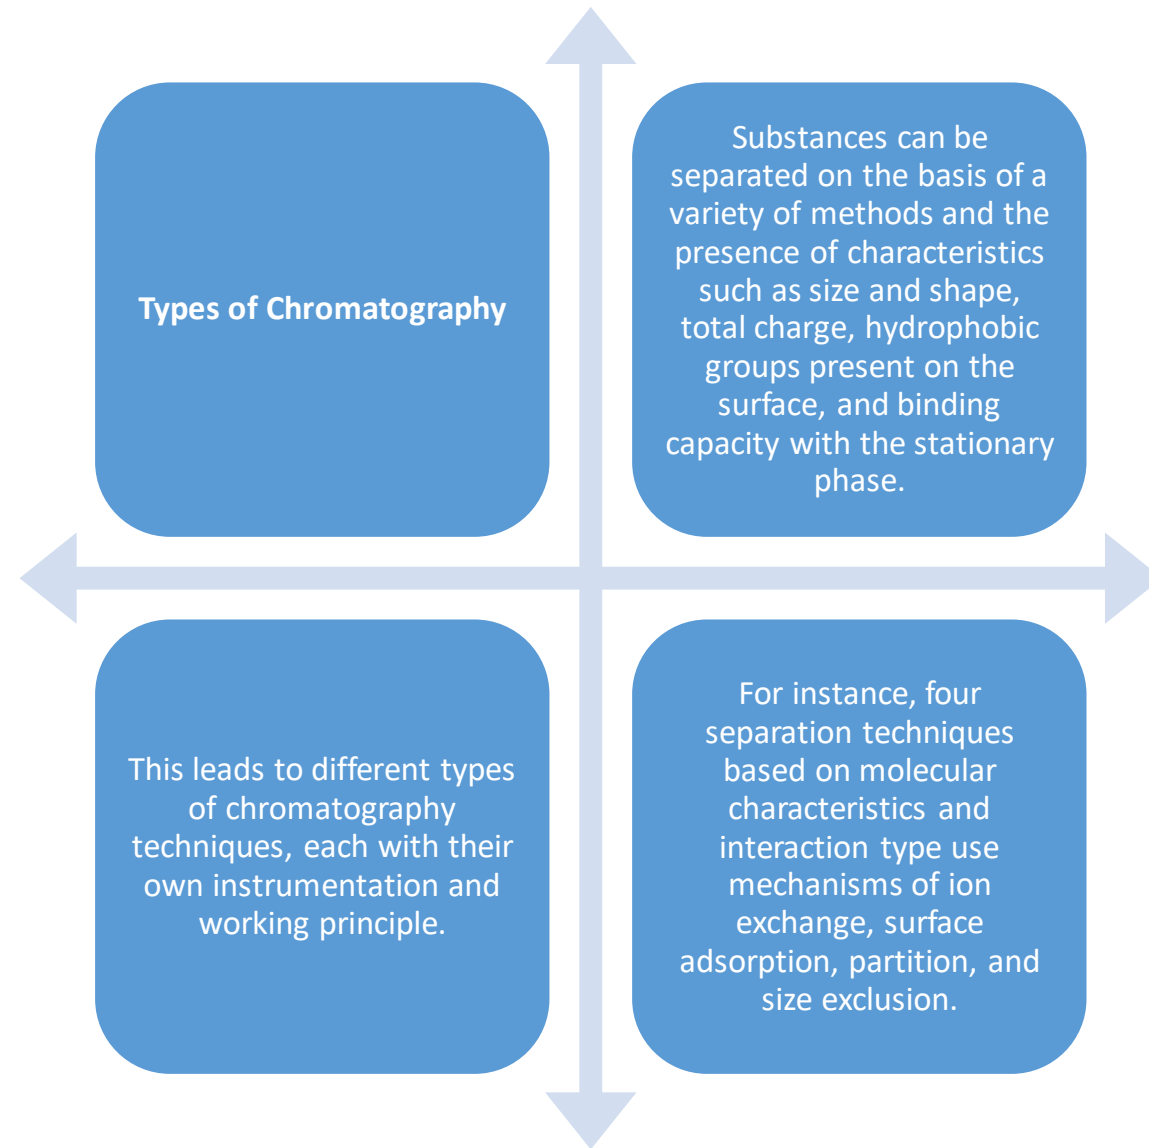 Types of Chromatography
Substances can be
separated on the basis of a
variety of methods and the
presence of characteristics
such as size and shape,
total charge, hydrophobic
groups present on the
surface, and binding
capacity with the stationary
phase.
This leads to different types
of chromatography
techniques, each with their
own instrumentation and
working principle.
For instance, four
separation techniques
based on molecular
characteristics and
interaction type use
mechanisms of ion
exchange, surface
adsorption, partition, and
size exclusion.